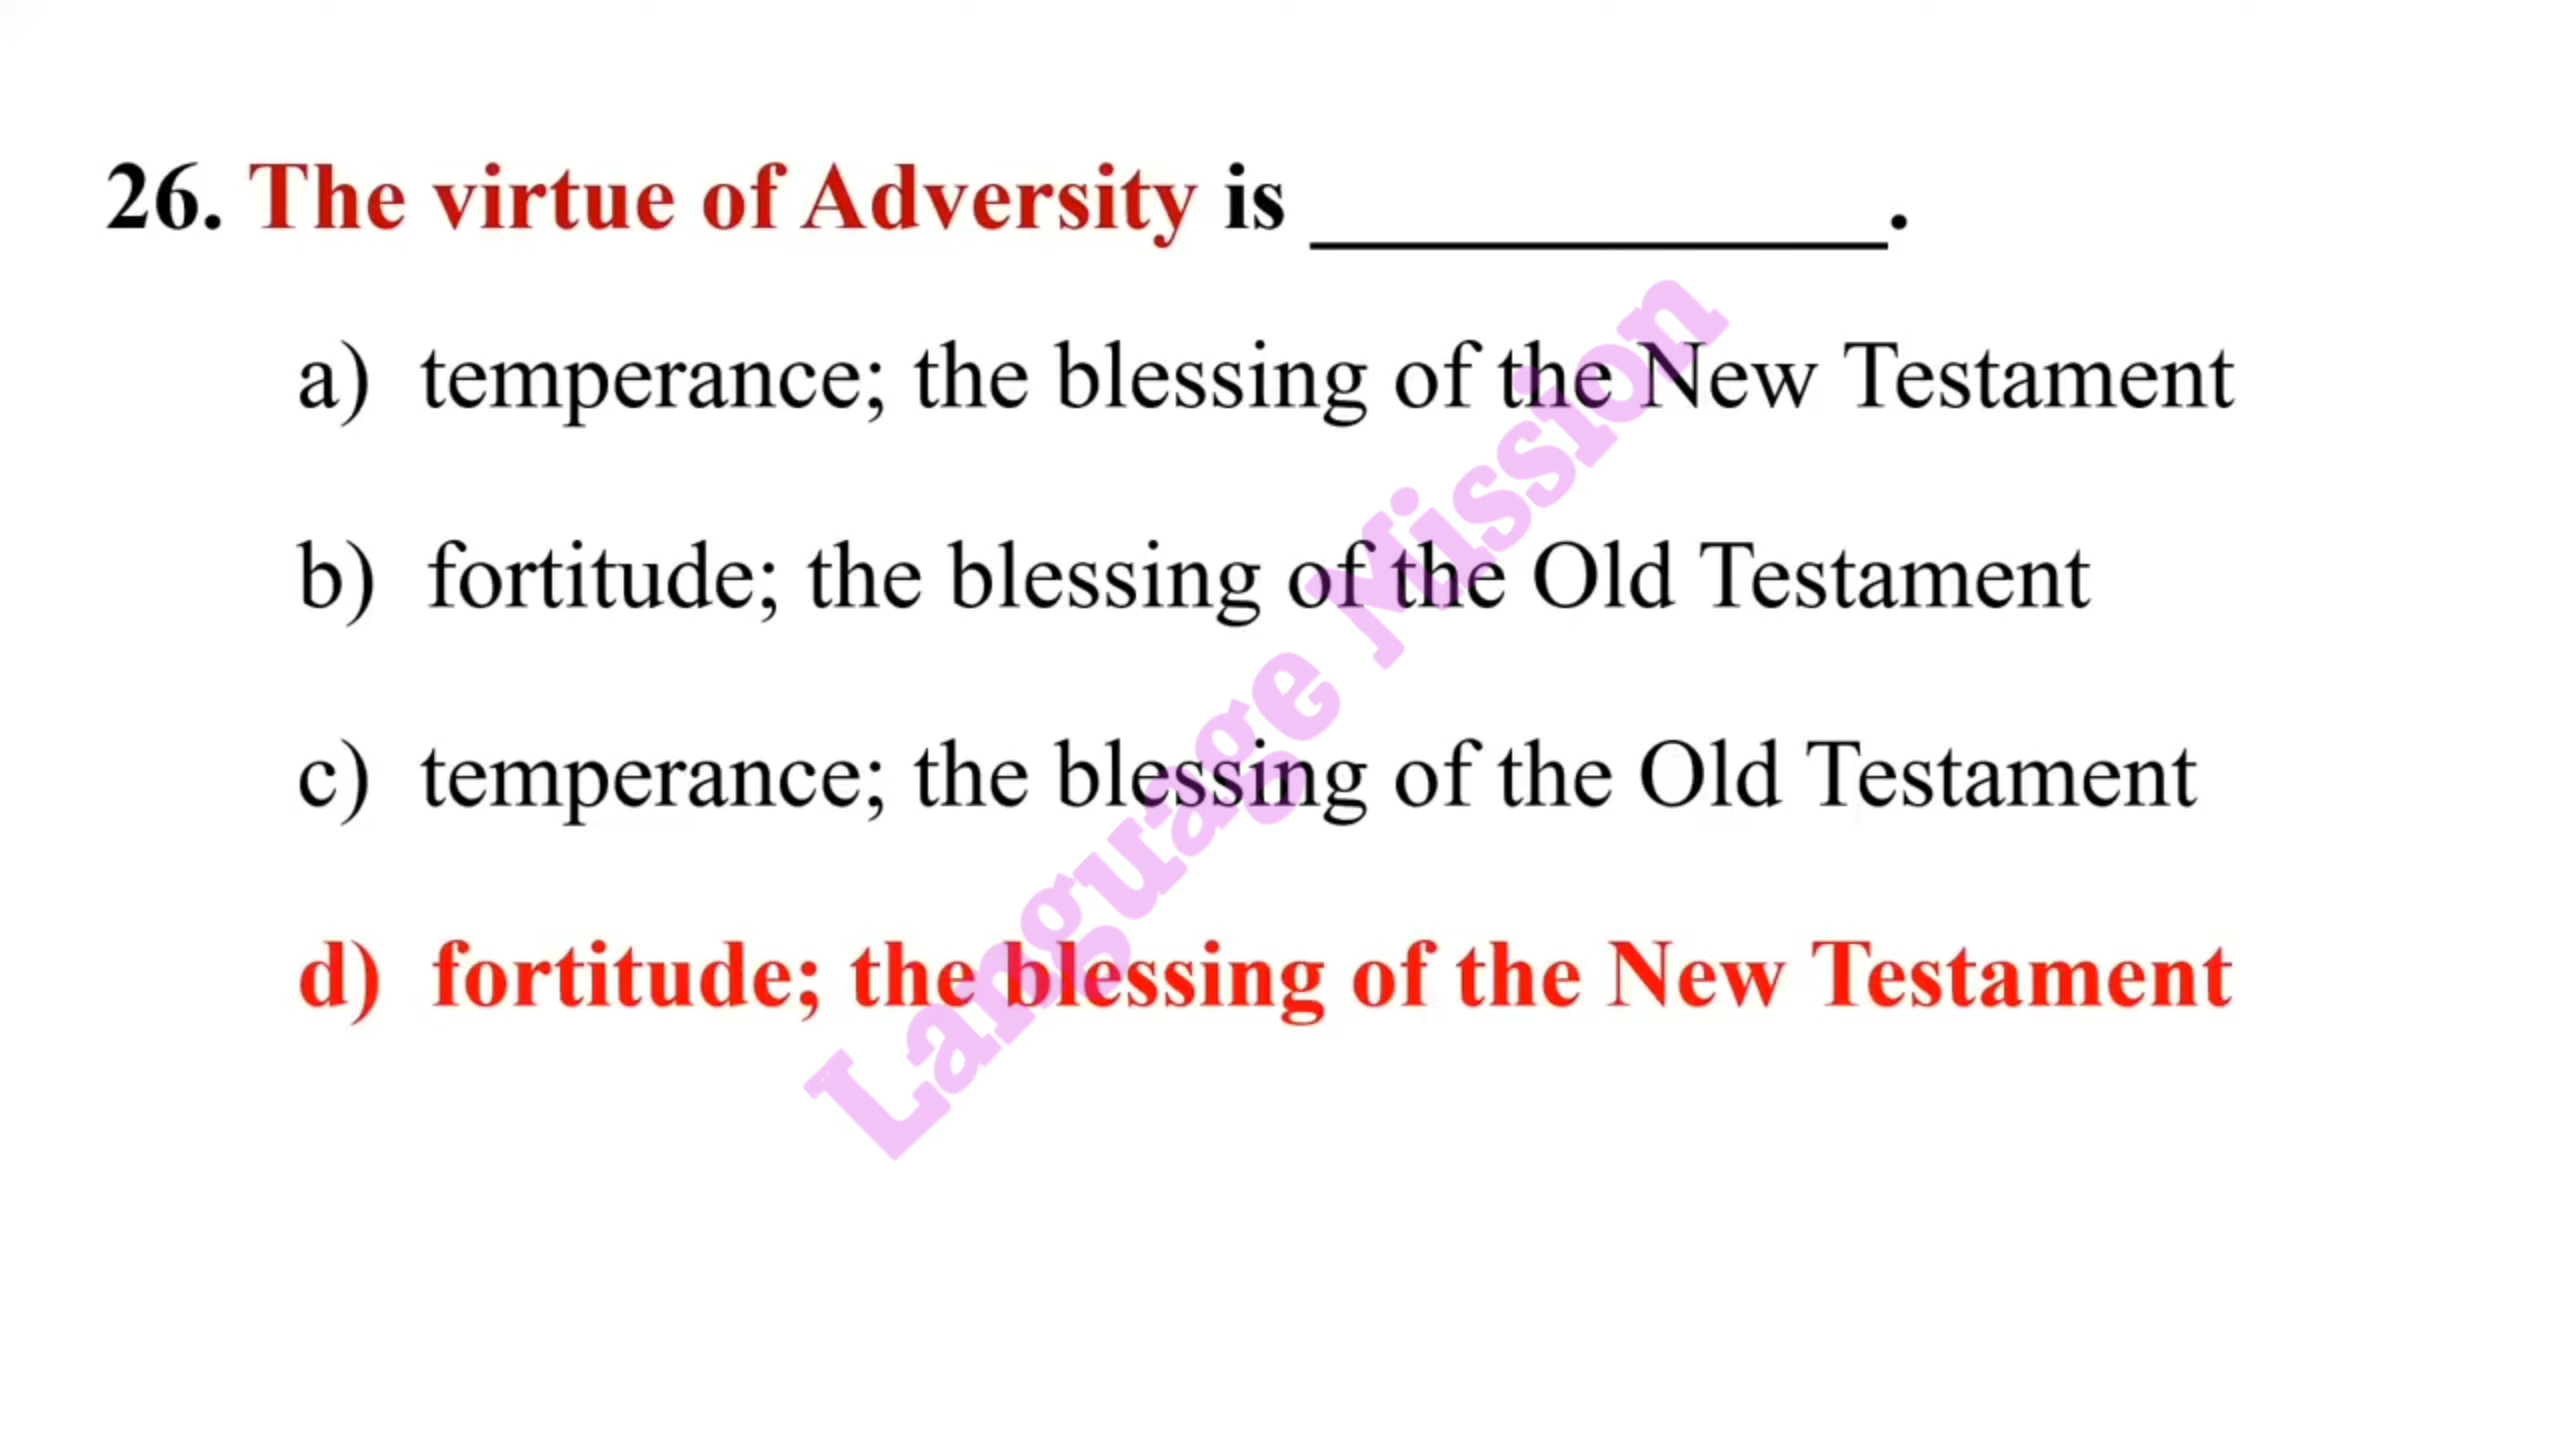 26. The virtue of Adversity is ____________.
a) temperance; the blessing of the New Testament
b) fortitude; the blessing of the Old Testament
c) temperance; the blessing of the Old Testament
d) fortitude; the blessing of the New Testament
Language Mission